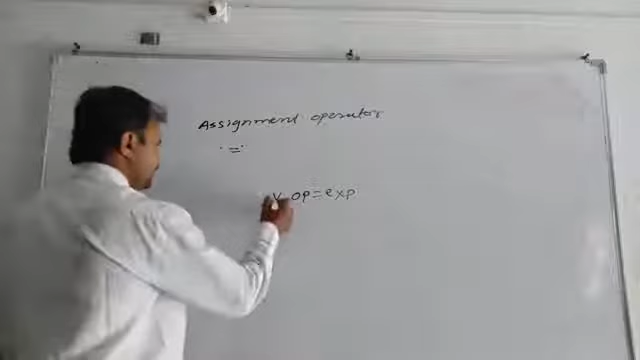 Assignment operator
'='
v op=exp